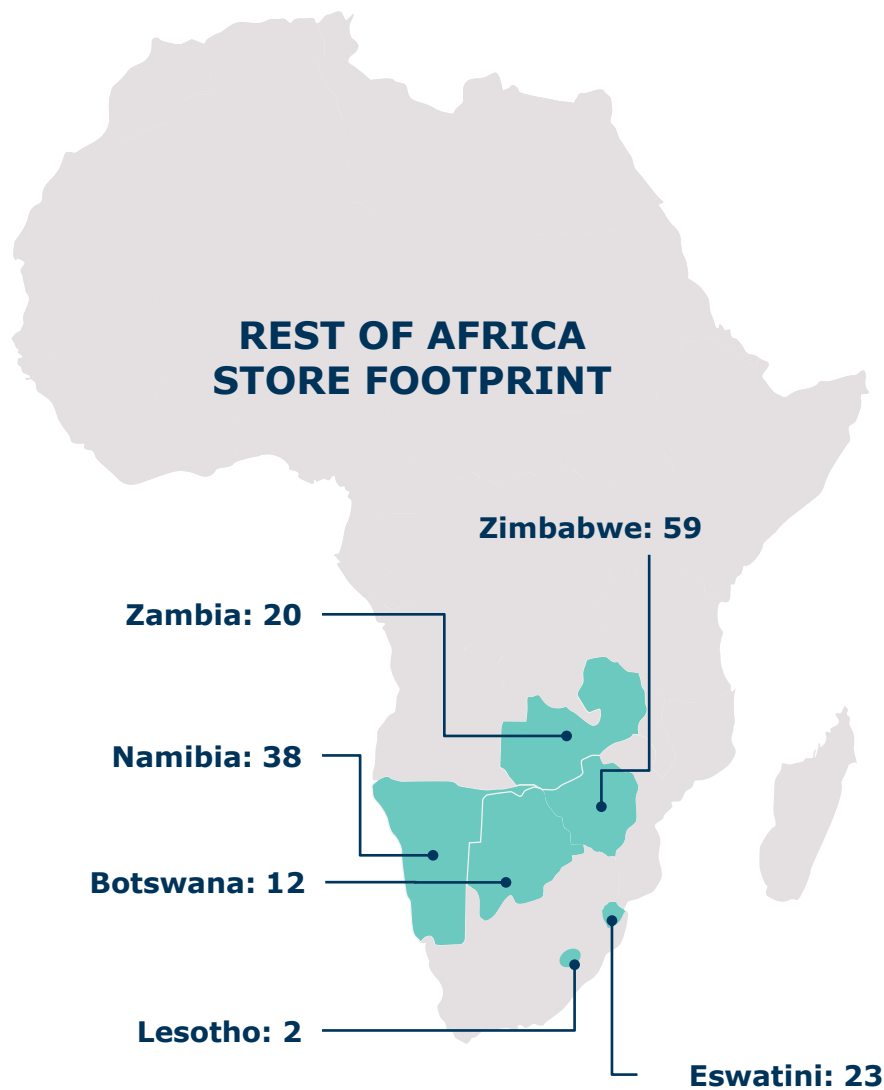 REST OF AFRICA
STORE FOOTPRINT
Zimbabwe: 59
Zambia: 20
Namibia: 38
Botswana: 12
Lesotho: 2
Eswatini: 23